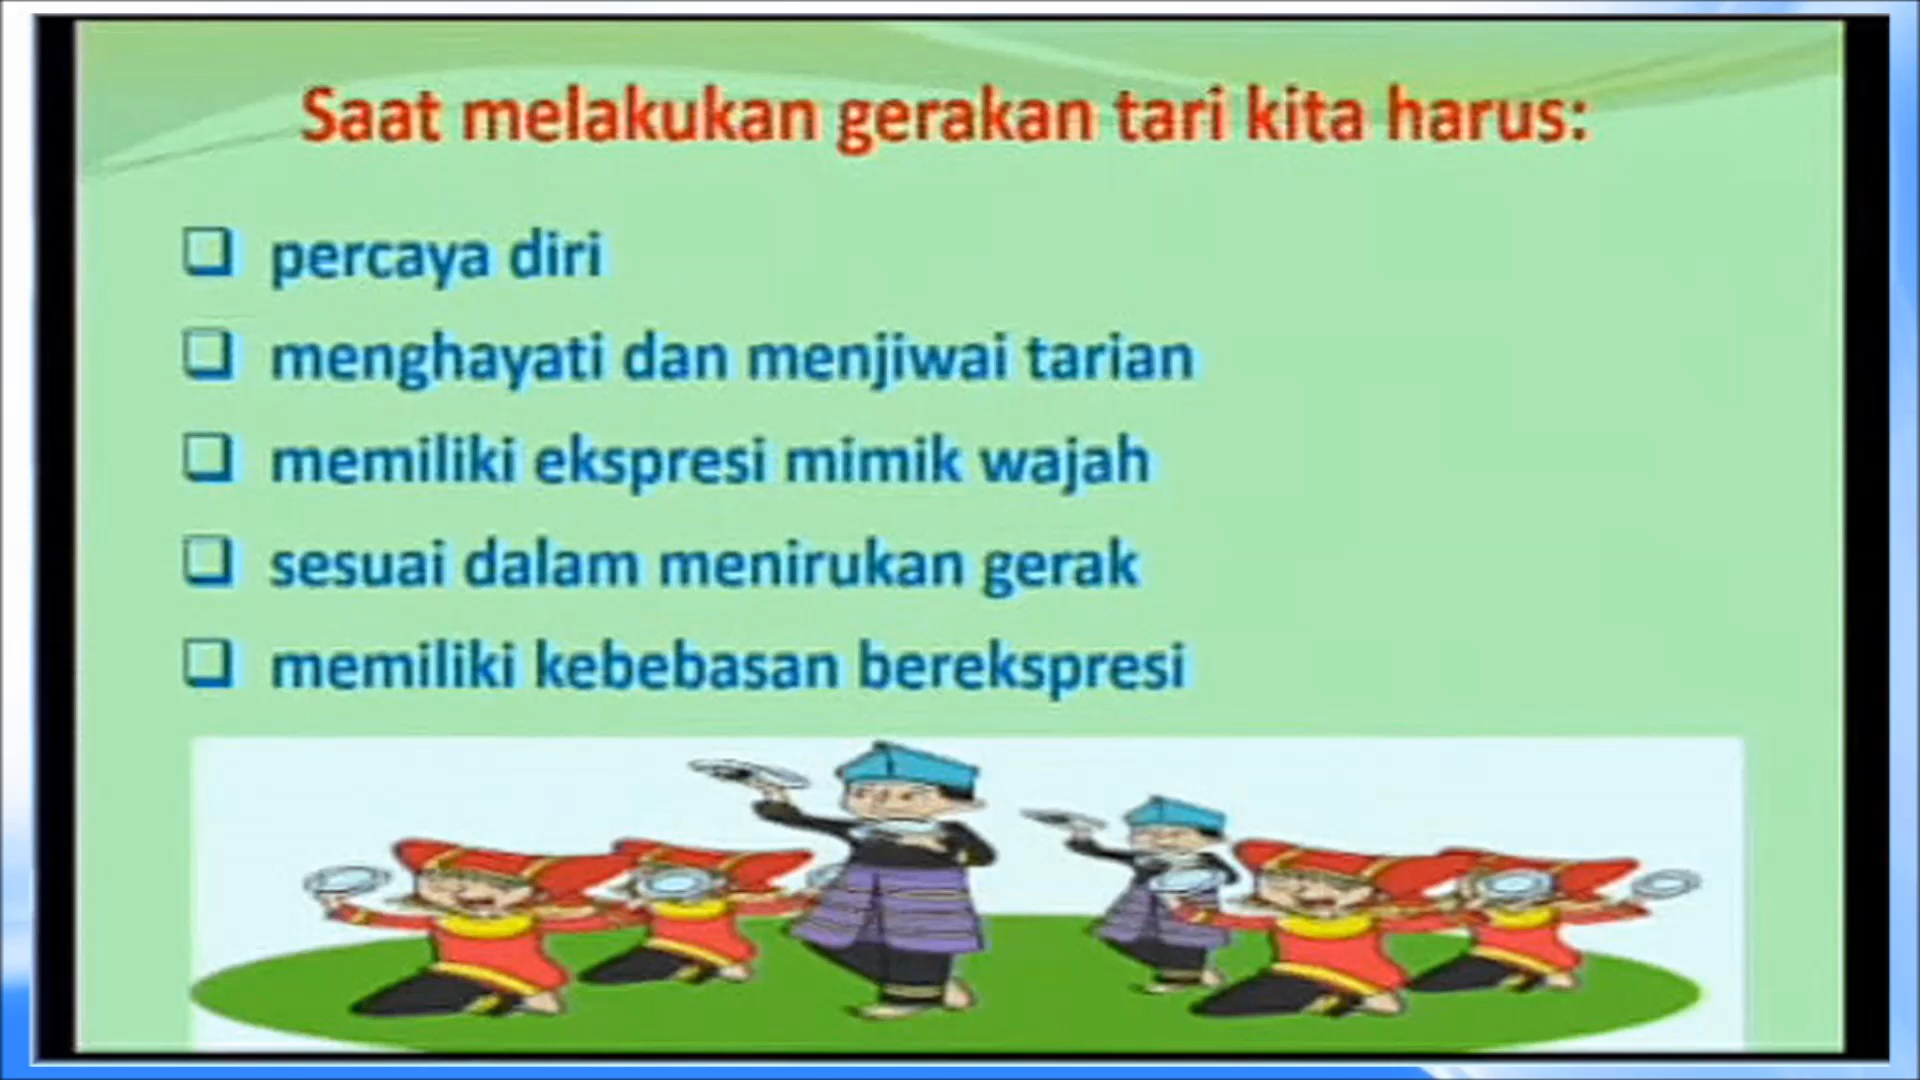 Saat melakukan gerakan tari kita harus:
percaya diri
menghayati dan menjiwai tarian
memiliki ekspresi mimik wajah
sesuai dalam menirukan gerak
memiliki kebebasan berekspresi